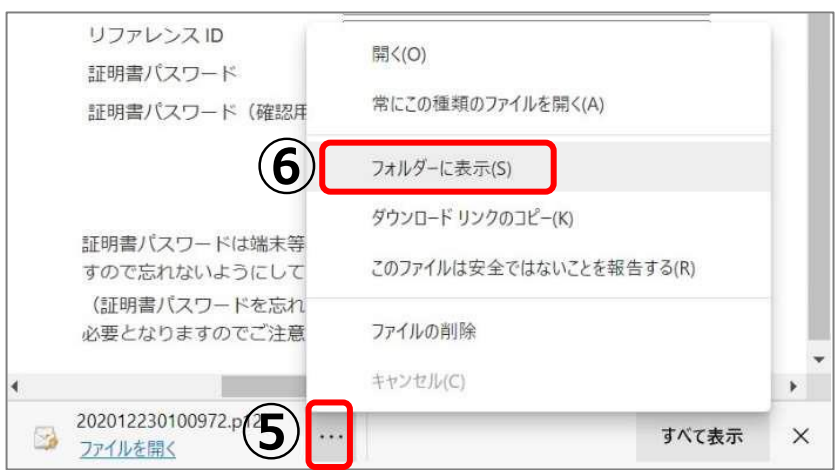 リファレンス ID
証明書パスワード
証明書パスワード（確認用
証明書パスワードは端末等
すので忘れないようにして
（証明書パスワードを忘れ
必要となりますのでご注意
開く(O)
常にこの種類のファイルを開く(A)
⑥
フォルダーに表示(S)
ダウンロード リンクのコピー(K)
このファイルは安全ではないことを報告する(R)
ファイルの削除
キャンセル(C)
202012230100972.p12
ファイルを開く
⑤
…
すべて表示